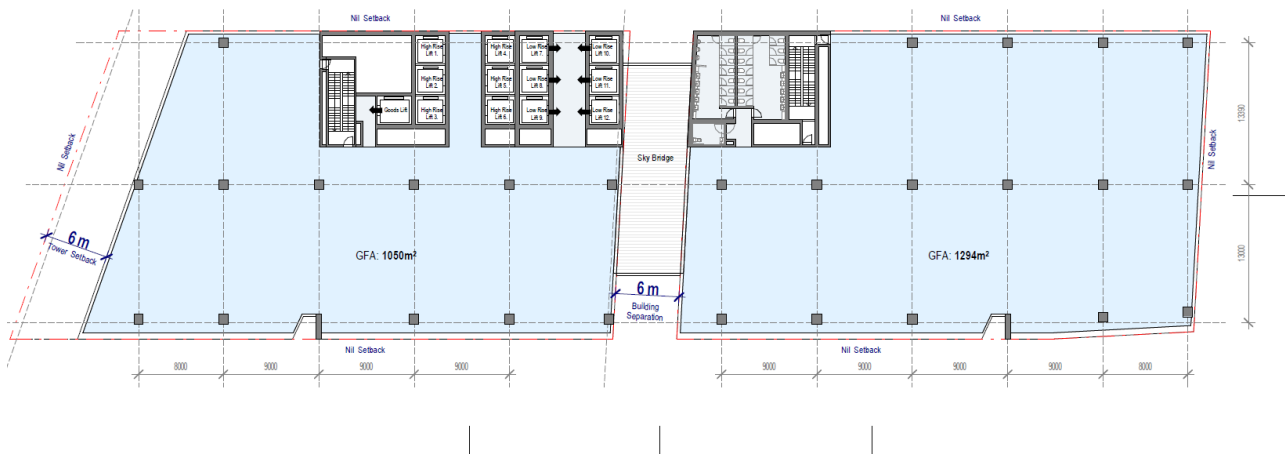 Nil Setback
Nil Setback
High Rise
Lift 1.
High Rise
Lift 4.
Low Rise
Lift 7.
Low Rise
Lift 10.
High Rise
Lift 2.
High Rise
Lift 5.
Low Rise
Lift 8.
Low Rise
Lift 11.
Goods Lift
High Rise
Lift 3.
High Rise
Lift 6.
Low Rise
Lift 9.
Low Rise
Lift 12.
Nil Setback
Sky Bridge
Nil Setback
6 m
Tower Setback
GFA: 1050m²
GFA: 1294m²
13000
6 m
Building
Separation
Nil Setback
Nil Setback
8000
9000
9000
9000
9000
9000
9000
9000
8000